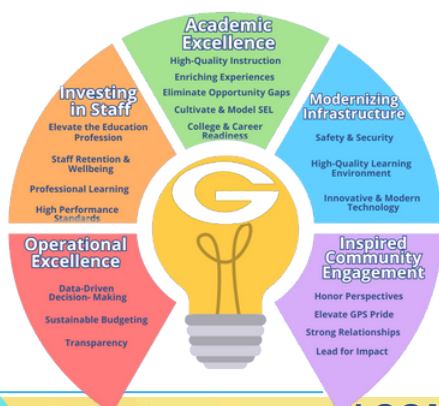 Academic
Excellence
High-Quality Instruction
Enriching Experiences
Eliminate Opportunity Gaps
Cultivate & Model SEL
College & Career
Readiness
Investing
in Staff
Elevate the Education
Profession
Staff Retention &
Wellbeing
Professional Learning
High Performance
Standards
Modernizing
Infrastructure
Safety & Security
High-Quality Learning
Environment
Innovative & Modern
Technology
G
Operational
Excellence
Data-Driven
Decision- Making
Sustainable Budgeting
Transparency
Inspired
Community
Engagement
Honor Perspectives
Elevate GPS Pride
Strong Relationships
Lead for Impact